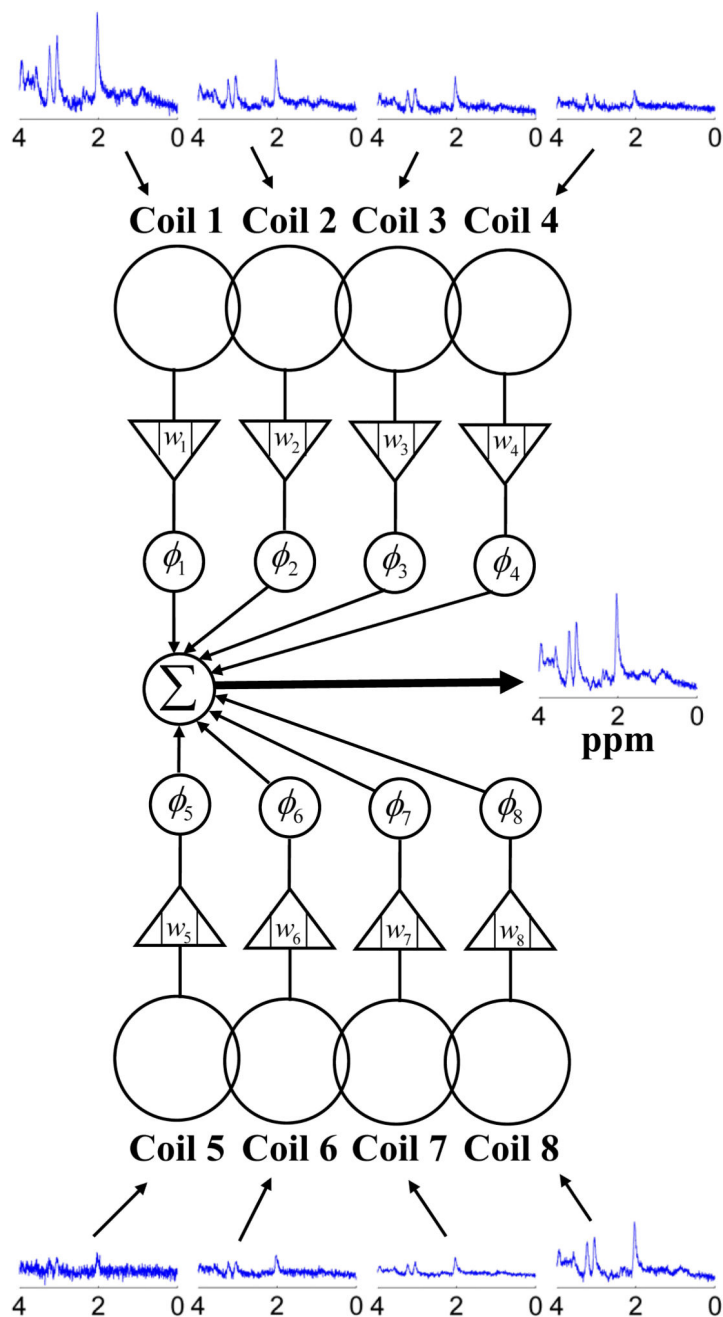 4 2 0 4 2 0 4 2 0 4 2 0
Coil 1 Coil 2 Coil 3 Coil 4
w₁ w₂ w₃ w₄
ϕ₁ ϕ₂ ϕ₃ ϕ₄
Σ
4 2 0
ppm
ϕ₅ ϕ₆ ϕ₇ ϕ₈
w₅ w₆ w₇ w₈
Coil 5 Coil 6 Coil 7 Coil 8
4 2 0 4 2 0 4 2 0 4 2 0